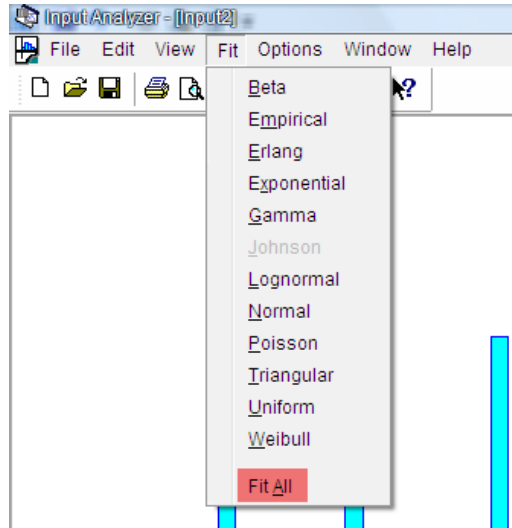 Input Analyzer - [Input2]
File Edit View Fit Options Window Help
Beta
Empirical
Erlang
Exponential
Gamma
Johnson
Lognormal
Normal
Poisson
Triangular
Uniform
Weibull
Fit All